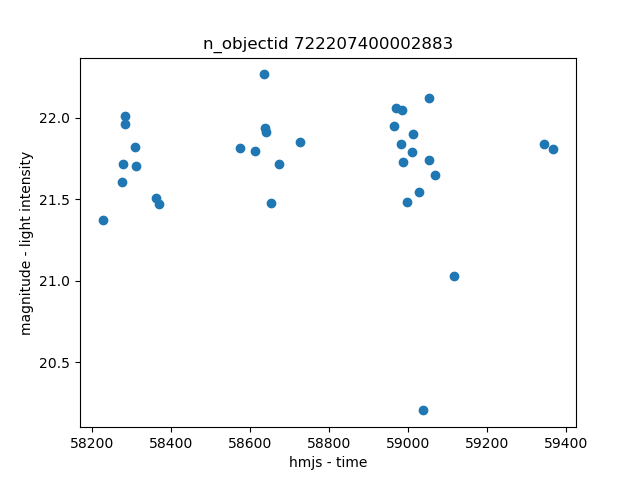 n_objectid 722207400002883
magnitude - light intensity
22.0
21.5
21.0
20.5
58200 58400 58600 58800 59000 59200 59400
hmjs - time